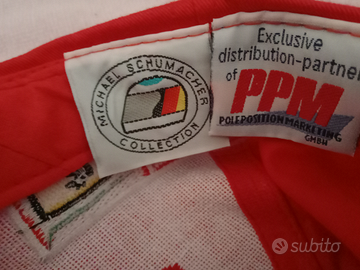 MICHAEL SCHUMACHER
COLLECTION
Exclusive
distribution-partner
of PPM
POLEPOSITION MARKETING
GMBH
subito